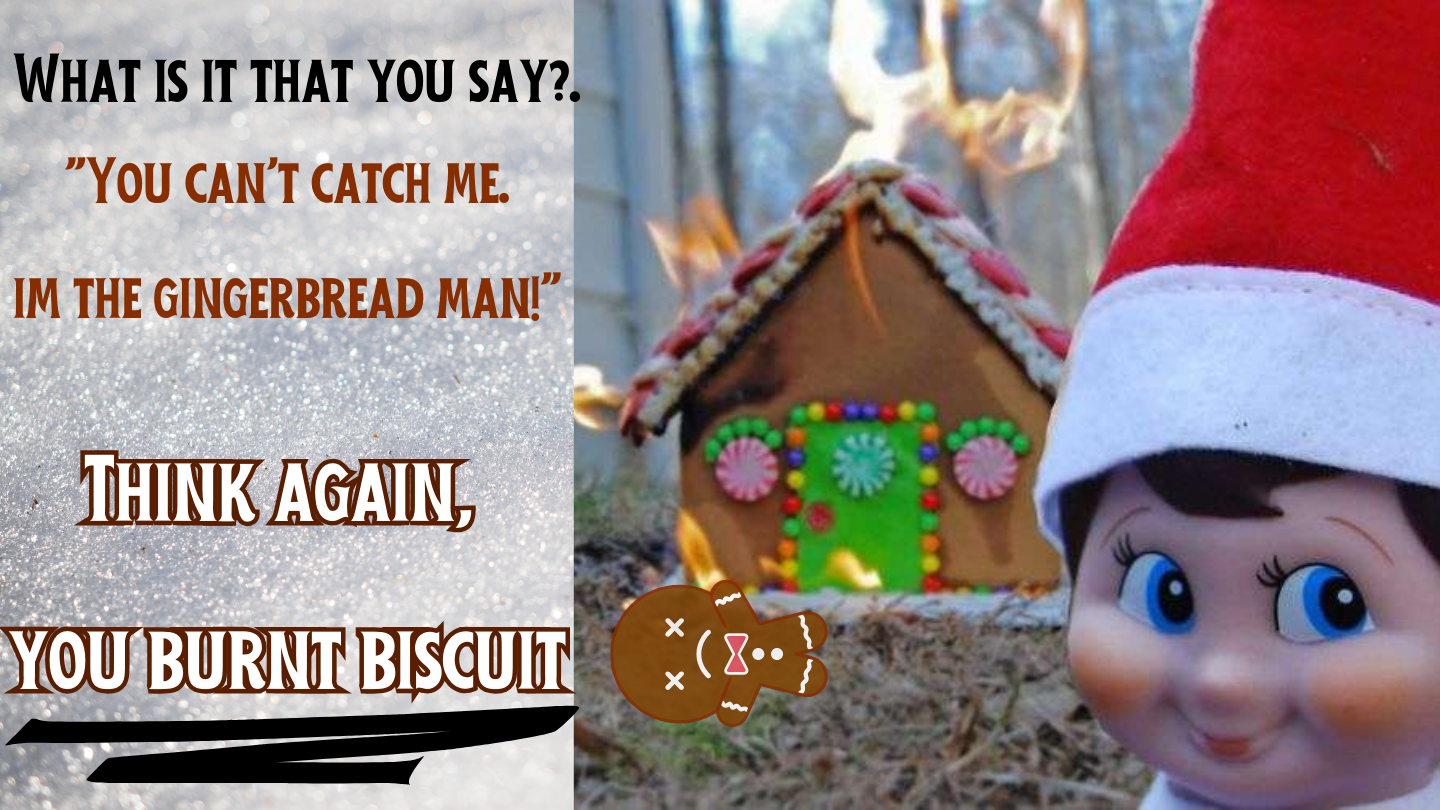 What is it that you say?.
"You can't catch me.
im the gingerbread man!"
Think again,
you burnt biscuit